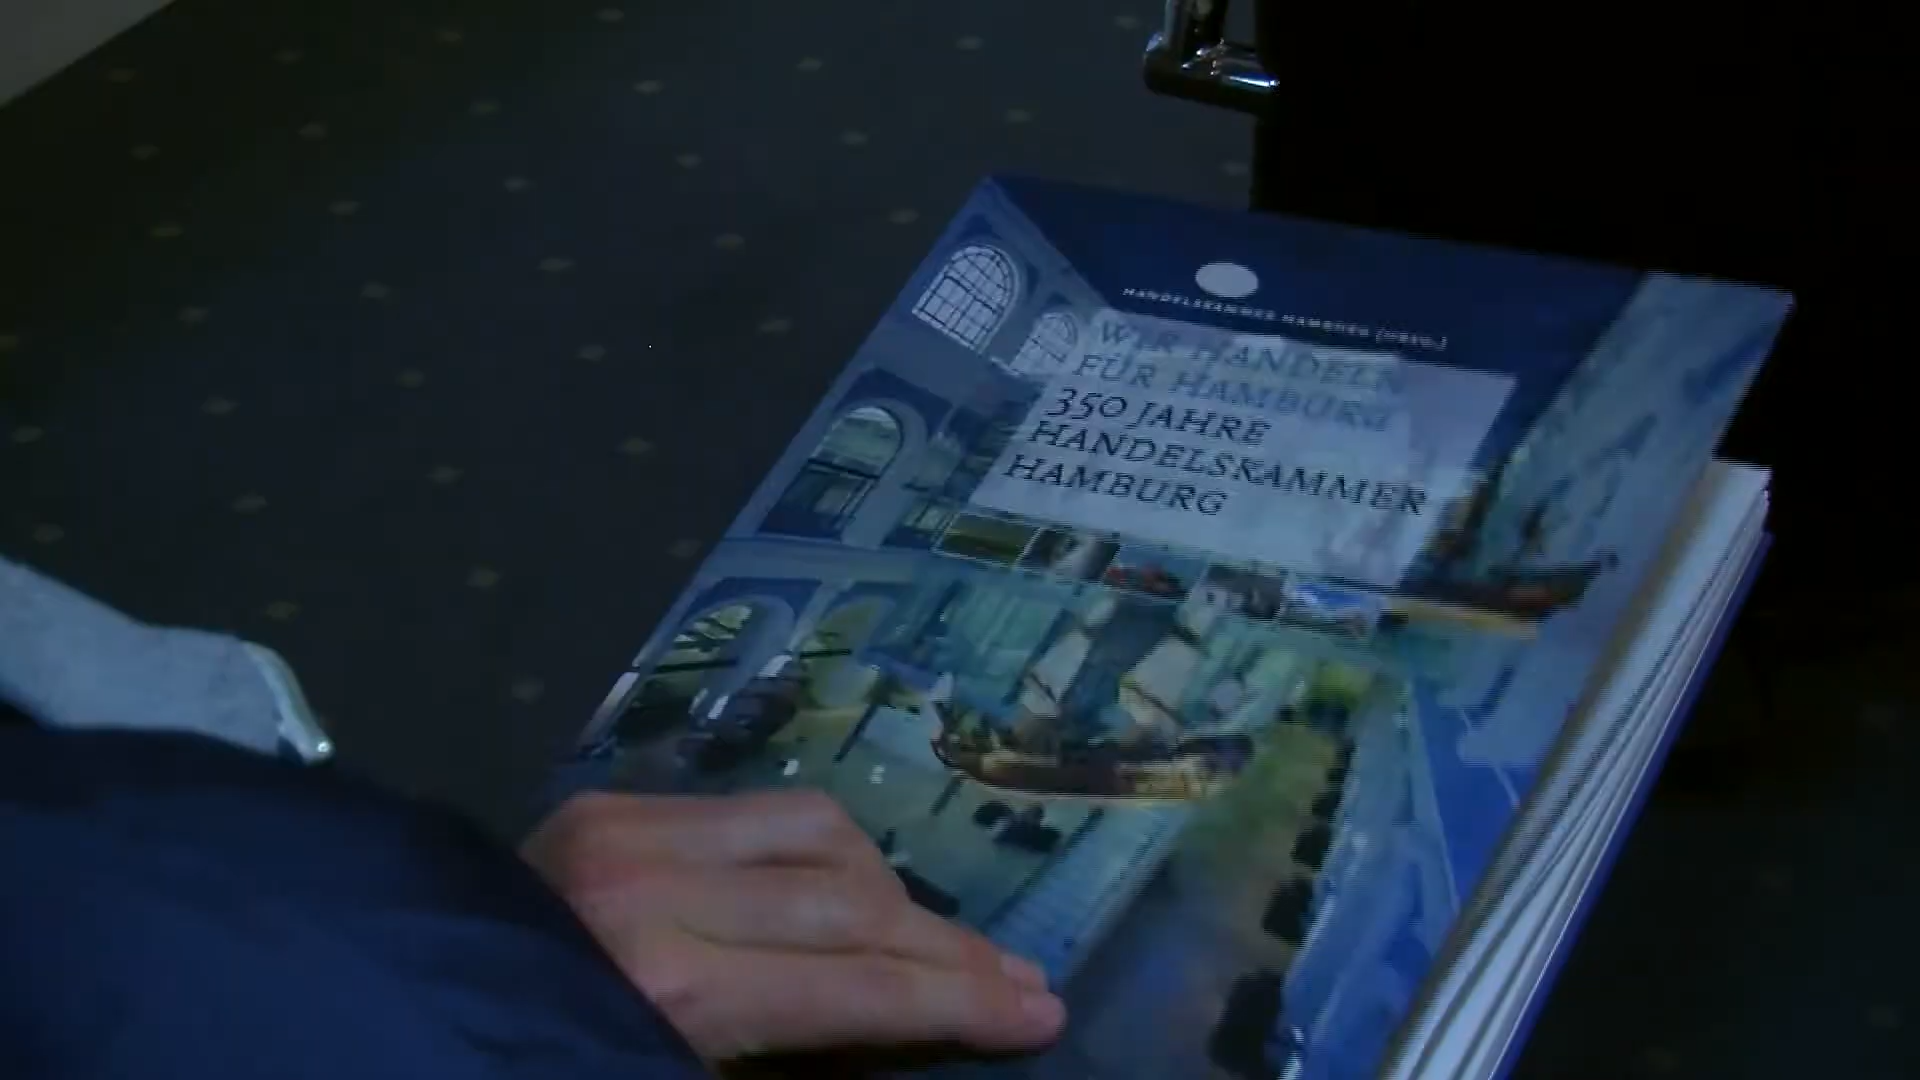 HANDELSKAMMER HAMBURG (HRSG.)
WIR HANDELN
FÜR HAMBURG
350 JAHRE
HANDELSKAMMER
HAMBURG